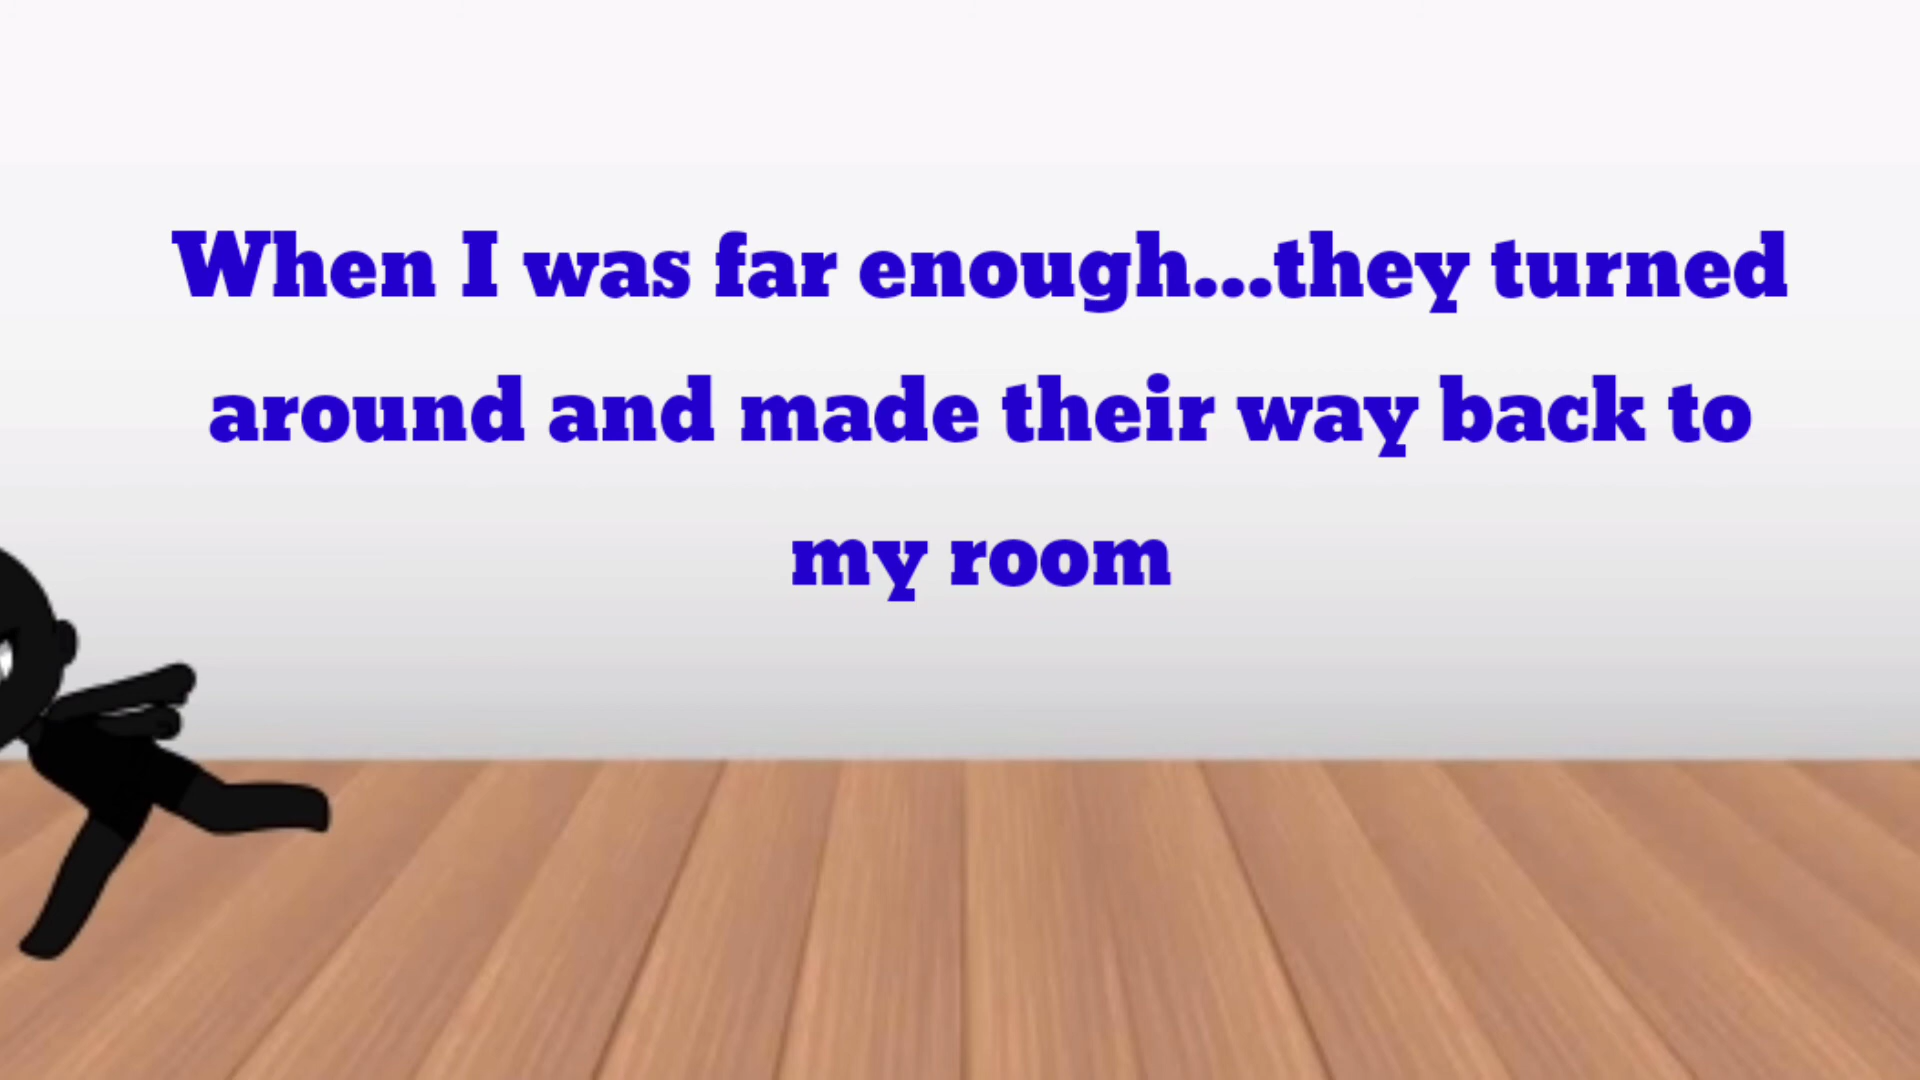 When I was far enough...they turned
around and made their way back to
my room